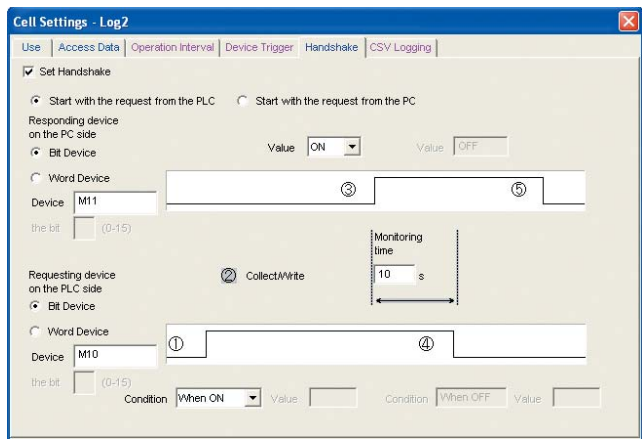 Cell Settings - Log2
Use Access Data Operation Interval Device Trigger Handshake CSV Logging
Set Handshake
Start with the request from the PLC Start with the request from the PC
Responding device
on the PC side
Value ON Value OFF
Bit Device
Word Device
③ ⑤
Device M11
the bit (0-15)
Monitoring
time
Requesting device
on the PLC side
② Collect/Write 10 s
Bit Device
Word Device
① ④
Device M10
the bit (0-15)
Condition When ON Value Condition When OFF Value